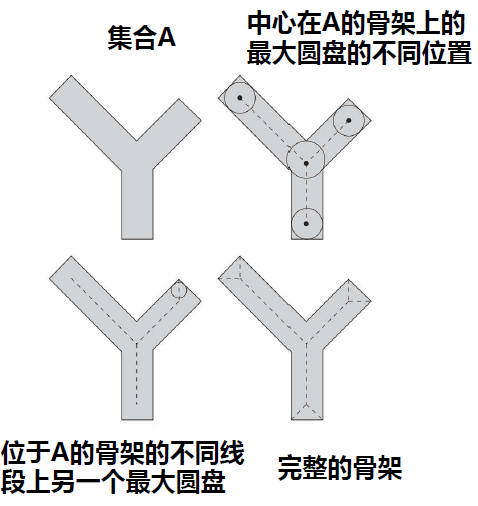 集合A
中心在A的骨架上的
最大圆盘的不同位置
位于A的骨架的不同线
段上另一个最大圆盘
完整的骨架